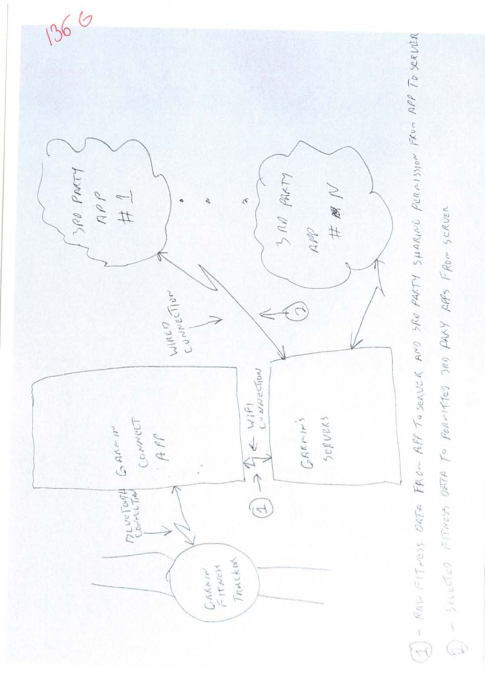 136 G
3RD PARTY
APP
# 1
3RD PARTY
APP
# N
WIRED
CONNECTION
2
GARMIN
CONNECT
APP
BLUETOOTH
1
WIFI
CONNECTION
GARMIN'S
SERVERS
GARMIN
FITNESS
TRACKER
1 - RAW FITNESS DATA FROM APP TO SERVER AND 3RD PARTY SHARING PERMISSION FROM APP TO SERVER
2 - SELECTED FITNESS DATA TO PERMITTED 3RD PARY APPS FROM SERVER